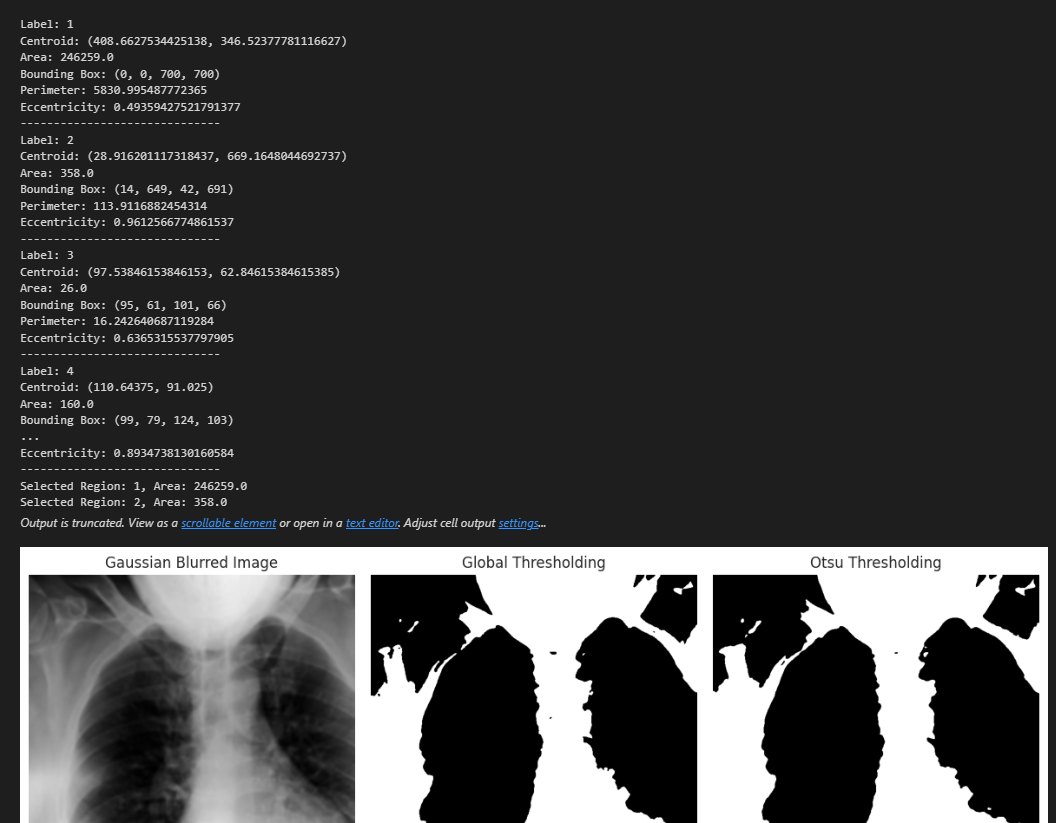 Label: 1
Centroid: (408.6627534425138, 346.52377781116627)
Area: 246259.0
Bounding Box: (0, 0, 700, 700)
Perimeter: 5830.995487772365
Eccentricity: 0.49359427521791377
------------------------------
Label: 2
Centroid: (28.916201117318437, 669.1648044692737)
Area: 358.0
Bounding Box: (14, 649, 42, 691)
Perimeter: 113.9116882454314
Eccentricity: 0.9612566774861537
------------------------------
Label: 3
Centroid: (97.53846153846153, 62.84615384615385)
Area: 26.0
Bounding Box: (95, 61, 101, 66)
Perimeter: 16.242640687119284
Eccentricity: 0.6365315537797905
------------------------------
Label: 4
Centroid: (110.64375, 91.025)
Area: 160.0
Bounding Box: (99, 79, 124, 103)
...
Eccentricity: 0.8934738130160584
------------------------------
Selected Region: 1, Area: 246259.0
Selected Region: 2, Area: 358.0
Output is truncated. View as a scrollable element or open in a text editor. Adjust cell output settings...
Gaussian Blurred Image Global Thresholding Otsu Thresholding